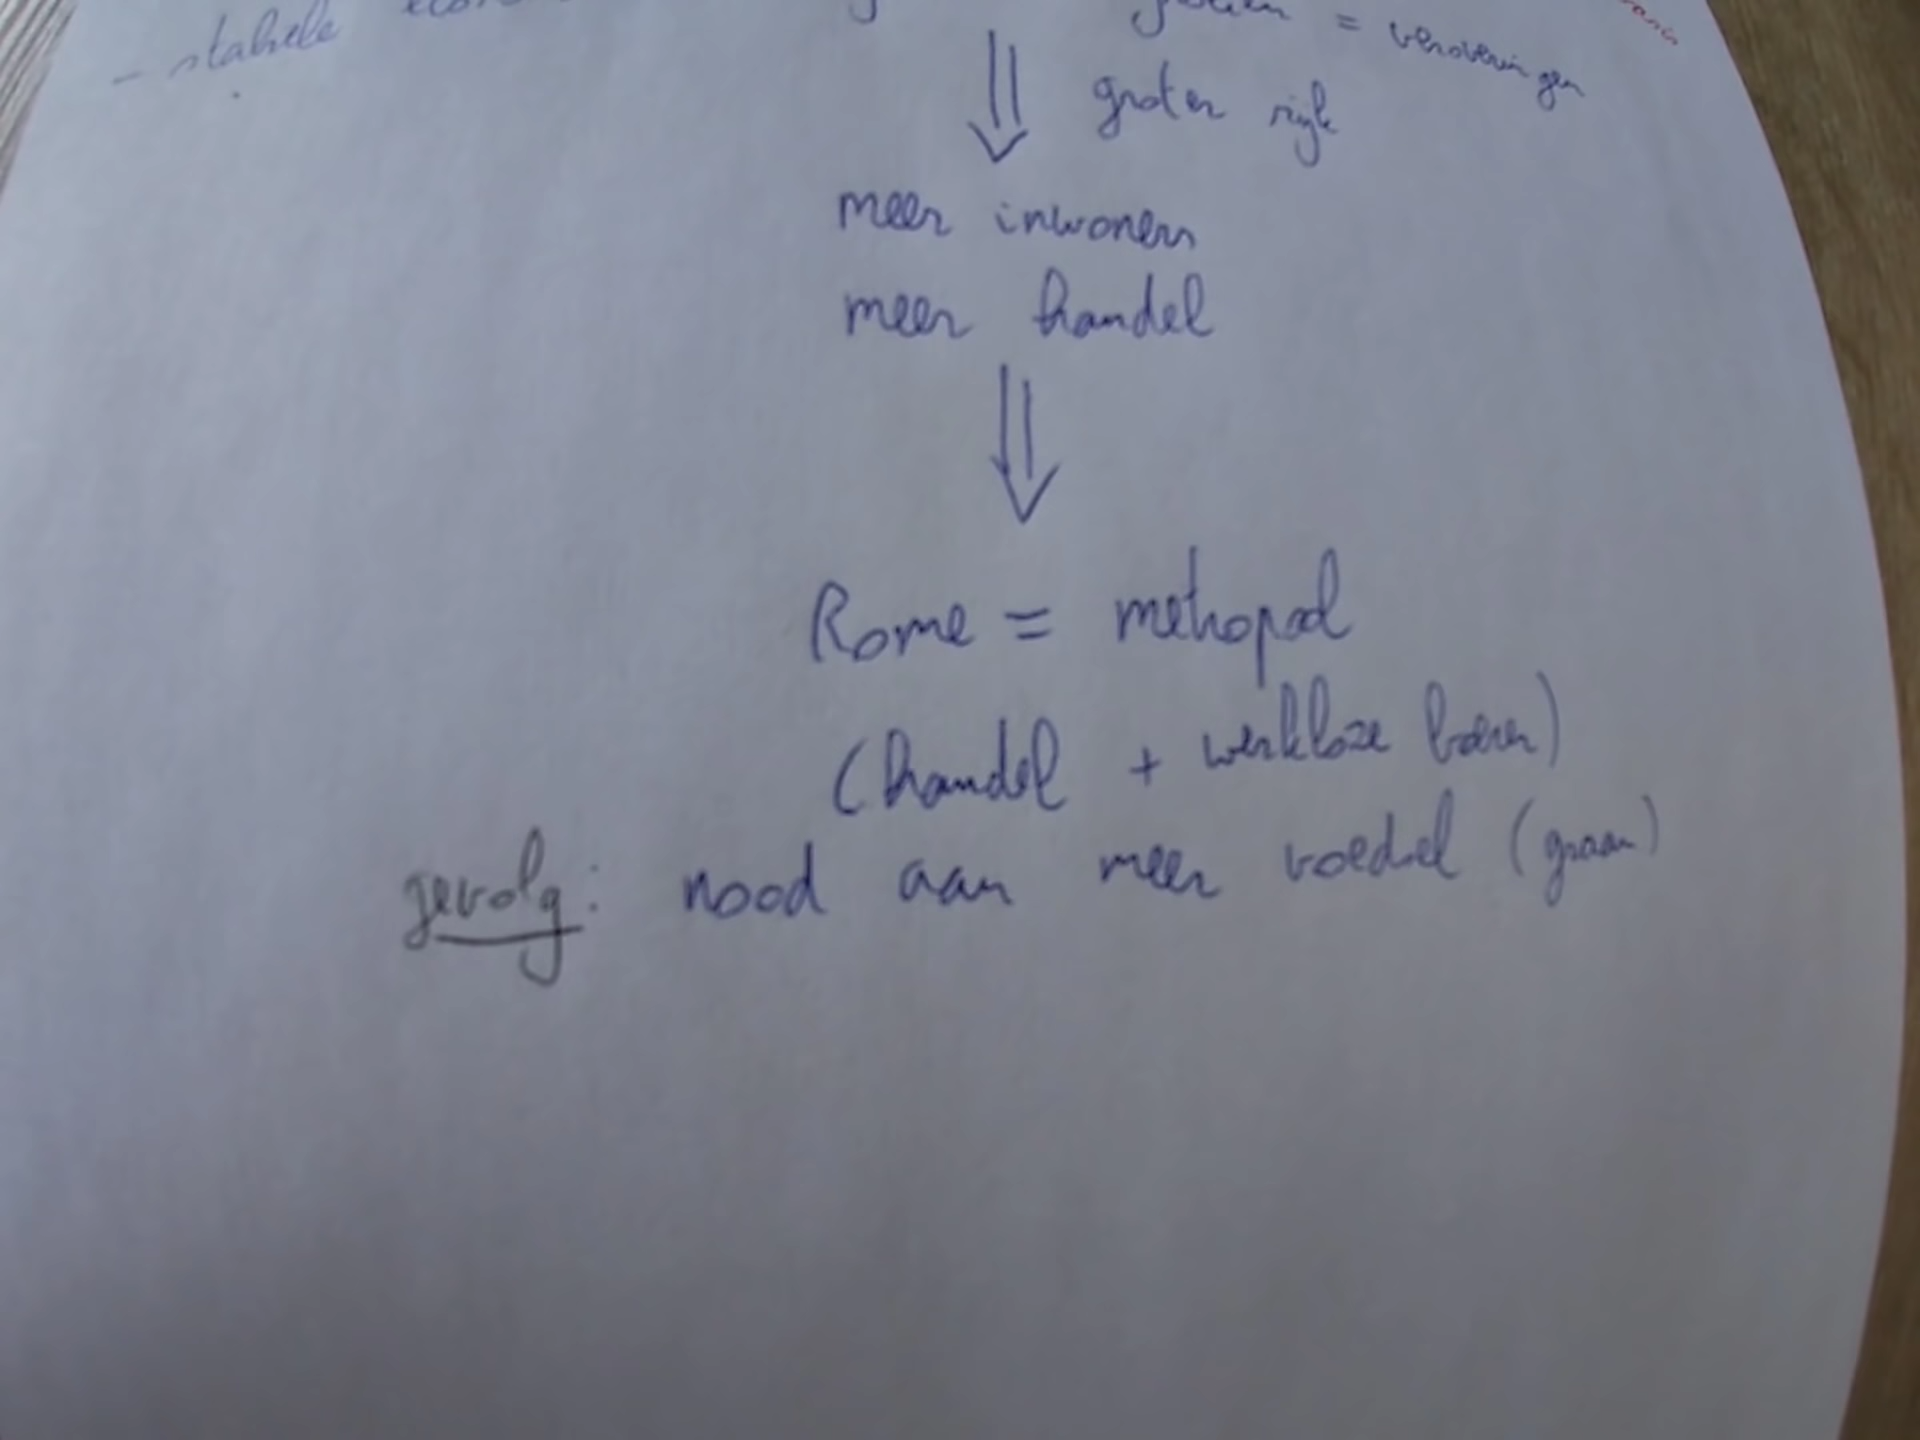 - stabiele
= veroveringen
groter rijk
meer inwoners
meer handel
Rome = metropool
(handel + werkloze boeren)
gevolg: nood aan meer voedsel (graan)